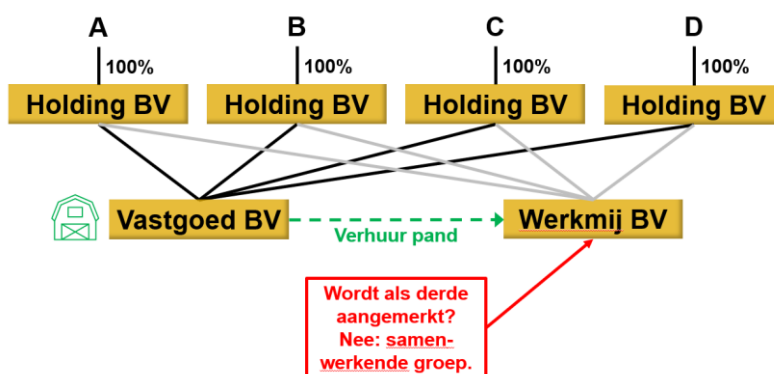 A B C D
100% 100% 100% 100%
Holding BV Holding BV Holding BV Holding BV
Vastgoed BV Werkmij BV
Verhuur pand
Wordt als derde
aangemerkt?
Nee: samen-
werkende groep.